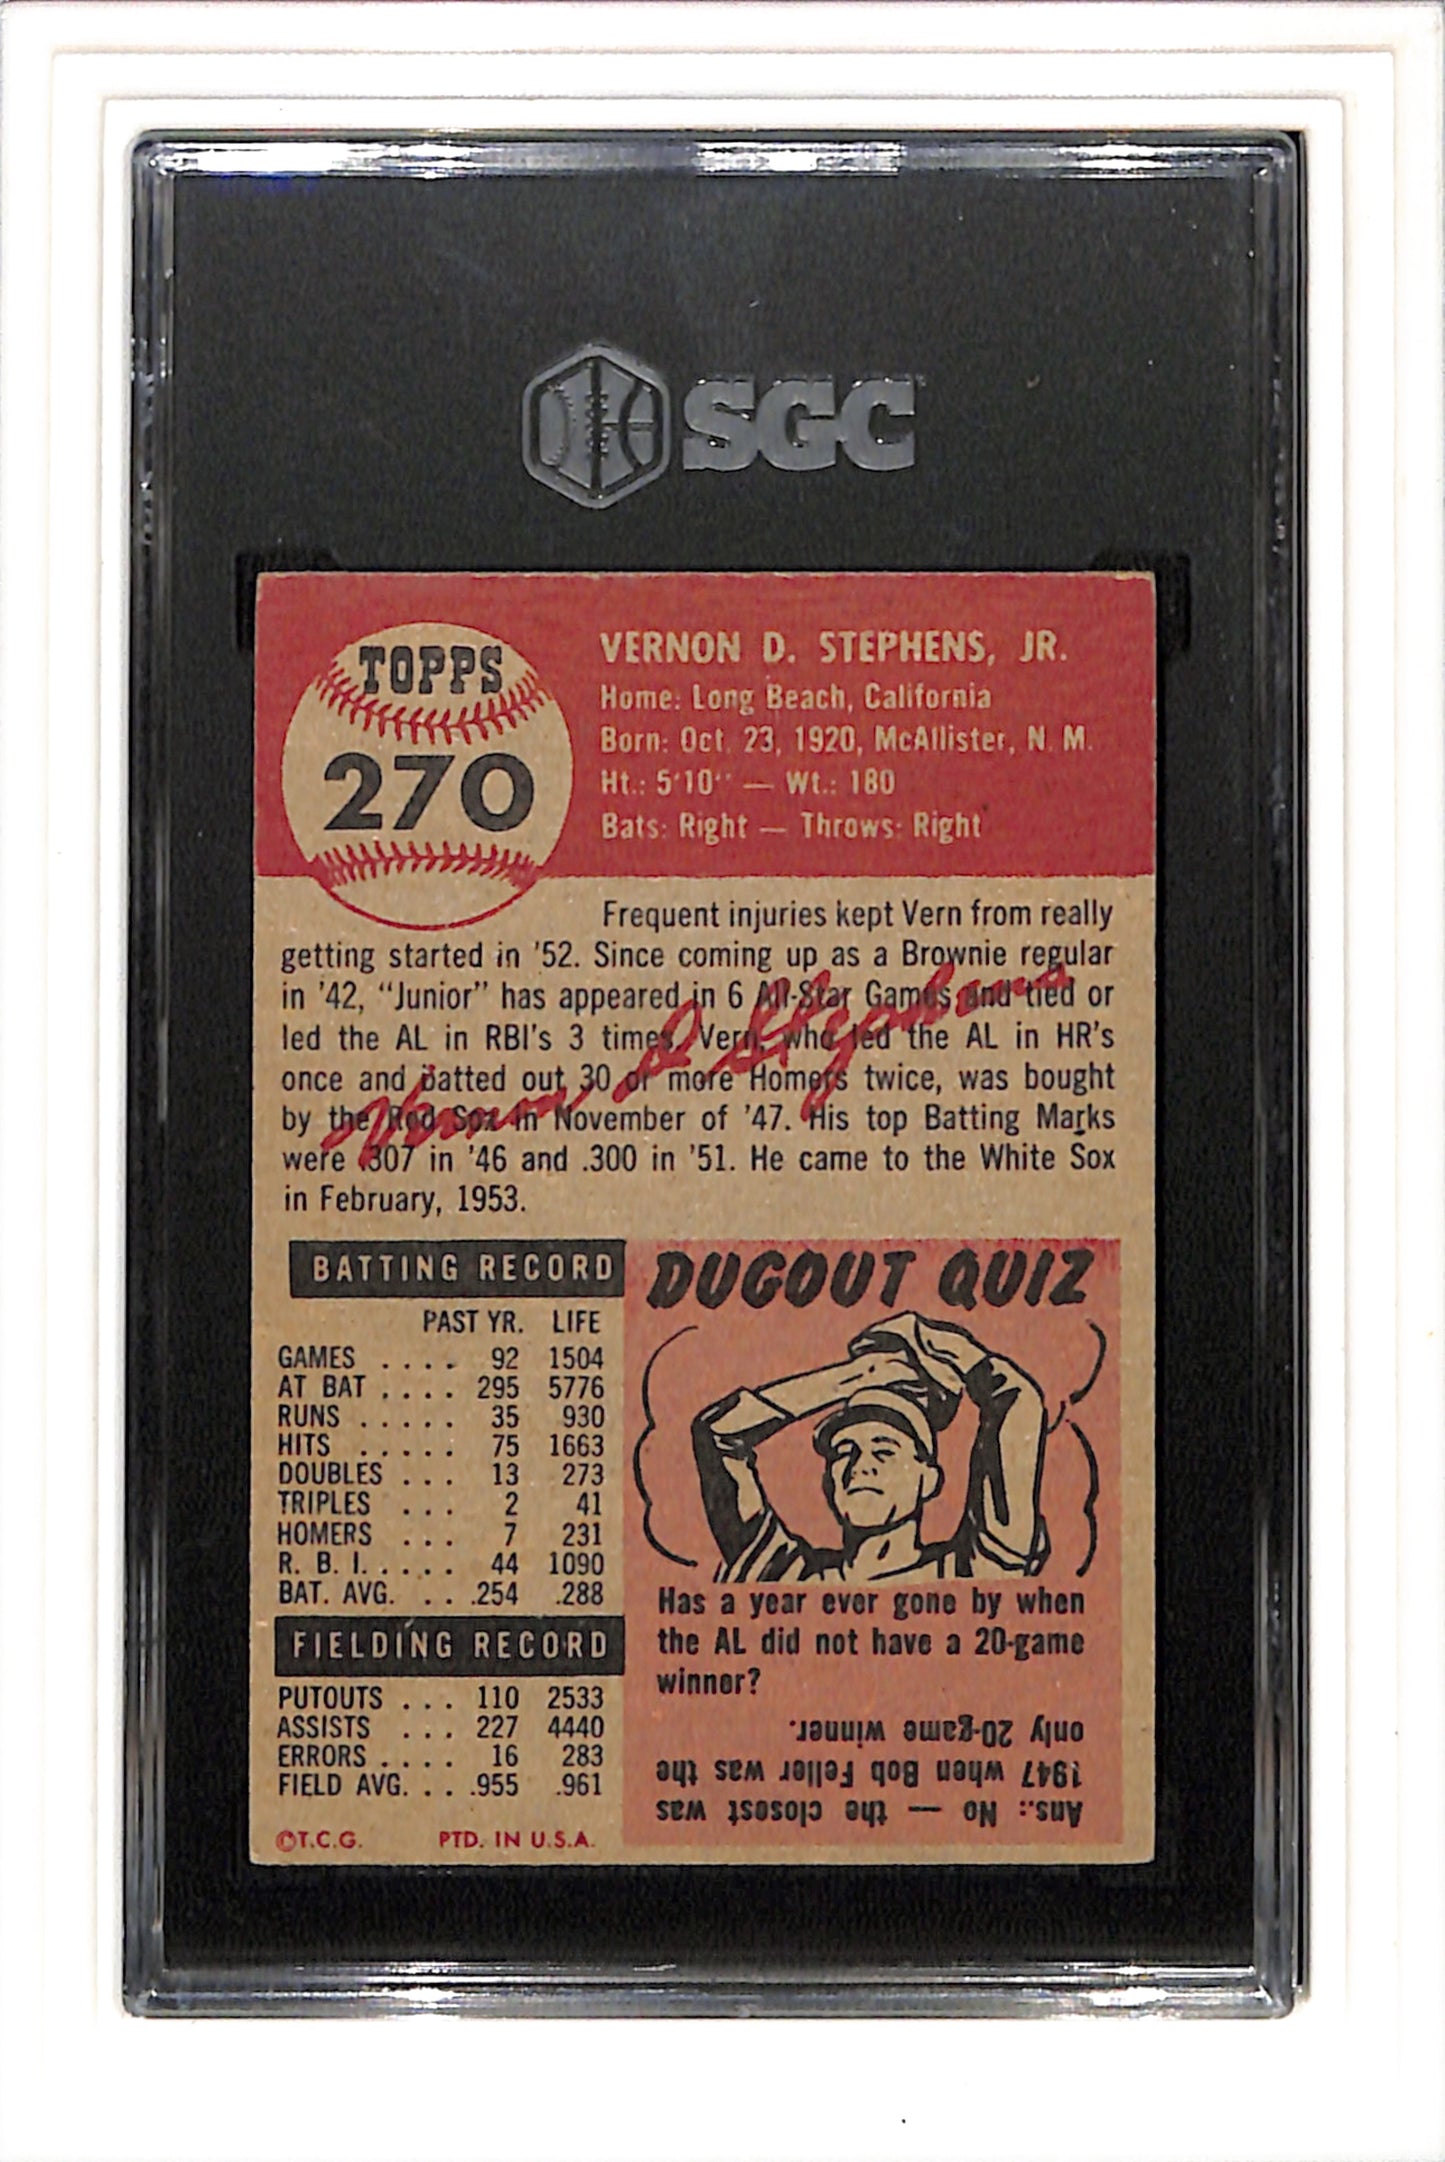 SGC
TOPPS
270
VERNON D. STEPHENS, JR.
Home: Long Beach, California
Born: Oct. 23, 1920, McAllister, N. M.
Ht.: 5'10" — Wt.: 180
Bats: Right — Throws: Right
Frequent injuries kept Vern from really
getting started in '52. Since coming up as a Brownie regular
in '42, "Junior" has appeared in 6 All-Star Games and tied or
led the AL in RBI's 3 times. Vern, who led the AL in HR's
once and batted out 30 or more Homers twice, was bought
by the Red Sox in November of '47. His top Batting Marks
were .307 in '46 and .300 in '51. He came to the White Sox
in February, 1953.
Vernon D Stephens
BATTING RECORD
PAST YR. LIFE
GAMES .... 92 1504
AT BAT .... 295 5776
RUNS ..... 35 930
HITS ..... 75 1663
DOUBLES ... 13 273
TRIPLES ... 2 41
HOMERS ... 7 231
R. B. I. .... 44 1090
BAT. AVG. ... .254 .288
FIELDING RECORD
PUTOUTS ... 110 2533
ASSISTS ... 227 4440
ERRORS .... 16 283
FIELD AVG. ... .955 .961
©T.C.G. PTD. IN U.S.A.
DUGOUT QUIZ
Has a year ever gone by when
the AL did not have a 20-game
winner?
Ans.: No — the closest was
1947 when Bob Feller was the
only 20-game winner.